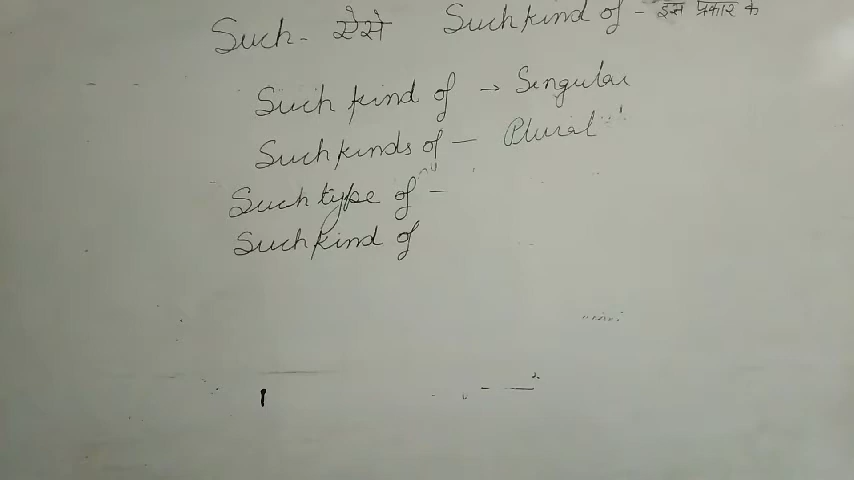 Such - ऐसे Such kind of - इस प्रकार के
Such kind of → Singular
Such kinds of - Plural
Such type of -
Such kind of